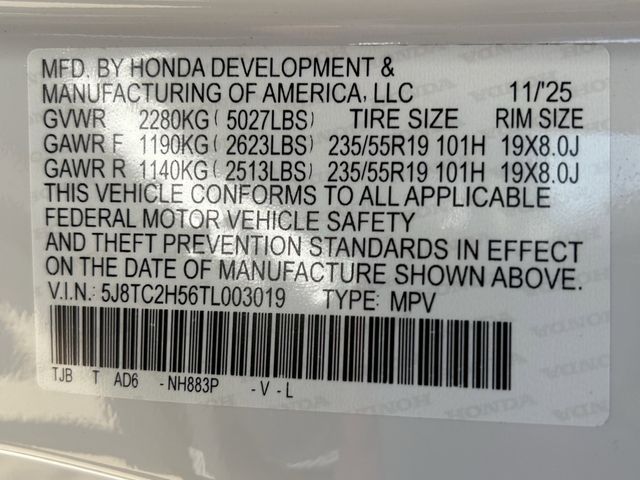 MFD. BY HONDA DEVELOPMENT &
MANUFACTURING OF AMERICA, LLC 11/'25
GVWR 2280KG ( 5027LBS) TIRE SIZE RIM SIZE
GAWR F 1190KG ( 2623LBS) 235/55R19 101H 19X8.0J
GAWR R 1140KG ( 2513LBS) 235/55R19 101H 19X8.0J
THIS VEHICLE CONFORMS TO ALL APPLICABLE
FEDERAL MOTOR VEHICLE SAFETY
AND THEFT PREVENTION STANDARDS IN EFFECT
ON THE DATE OF MANUFACTURE SHOWN ABOVE.
V.I.N.: 5J8TC2H56TL003019 TYPE: MPV
TJB T AD6 -NH883P -V-L